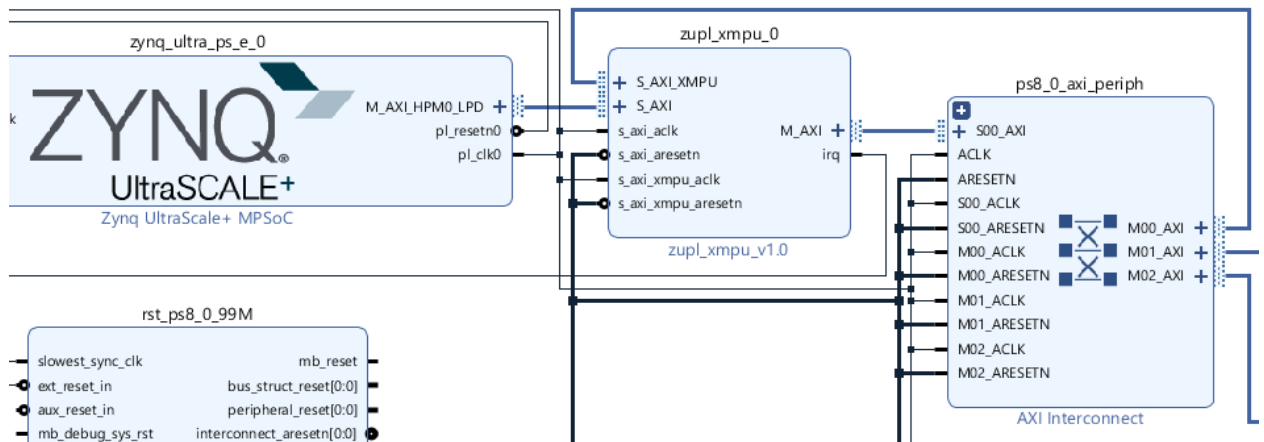 zynq_ultra_ps_e_0
k
ZYNQ®
UltraSCALE+
M_AXI_HPM0_LPD
pl_resetn0
pl_clk0
Zynq UltraScale+ MPSoC
zupl_xmpu_0
S_AXI_XMPU
S_AXI
s_axi_aclk
s_axi_aresetn
s_axi_xmpu_aclk
s_axi_xmpu_aresetn
M_AXI
irq
zupl_xmpu_v1.0
ps8_0_axi_periph
S00_AXI
ACLK
ARESETN
S00_ACLK
S00_ARESETN
M00_ACLK
M00_ARESETN
M01_ACLK
M01_ARESETN
M02_ACLK
M02_ARESETN
M00_AXI
M01_AXI
M02_AXI
AXI Interconnect
rst_ps8_0_99M
slowest_sync_clk
ext_reset_in
aux_reset_in
mb_debug_sys_rst
mb_reset
bus_struct_reset[0:0]
peripheral_reset[0:0]
interconnect_aresetn[0:0]